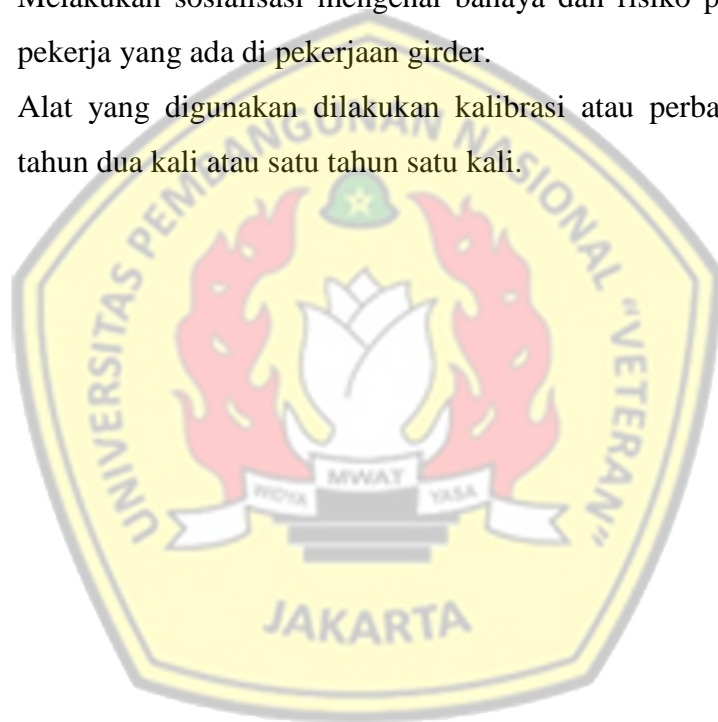 Melakukan sosialisasi mengenai bahaya dan risiko p
pekerja yang ada di pekerjaan girder.
Alat yang digunakan dilakukan kalibrasi atau perba
tahun dua kali atau satu tahun satu kali.
UNIVERSITAS PEMBANGUNAN NASIONAL "VETERAN"
WIDYA MWAT YASA
JAKARTA